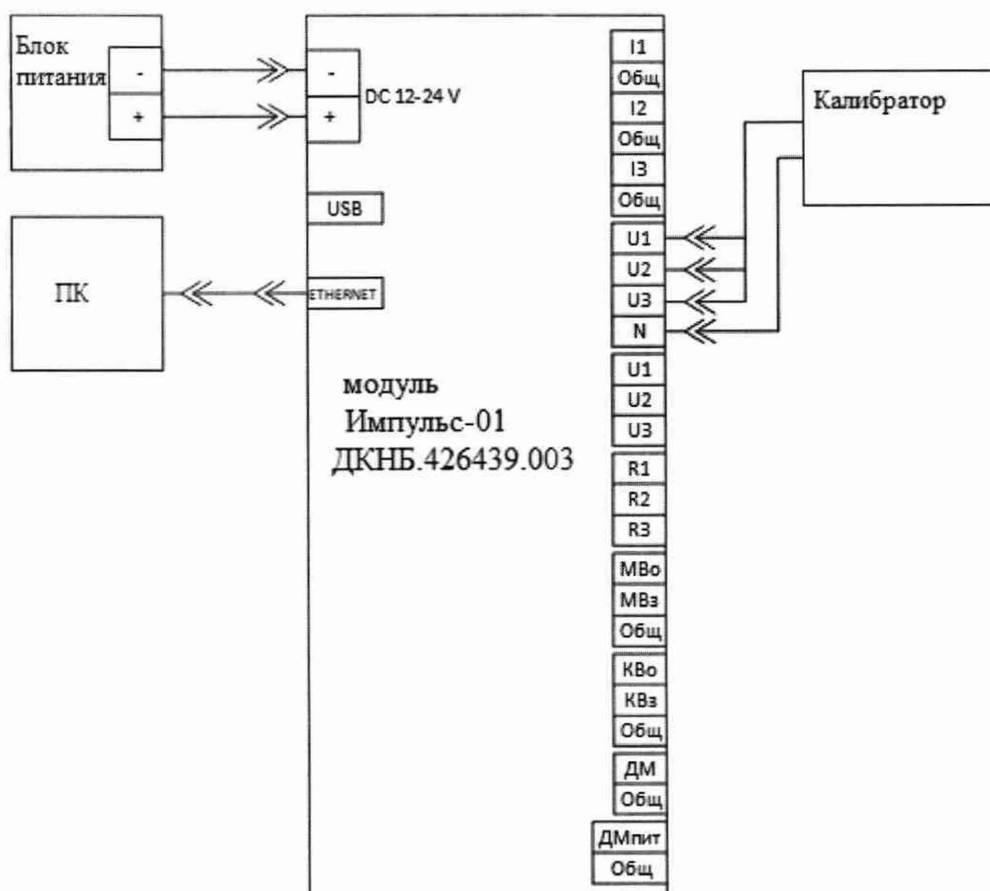 Блок
питания
-
+
-
+
DC 12-24 V
USB
ПК
ETHERNET
модуль
Импульс-01
ДКНБ.426439.003
I1
Общ
I2
Общ
I3
Общ
U1
U2
U3
N
U1
U2
U3
R1
R2
R3
МВо
МВз
Общ
КВо
КВз
Общ
ДМ
Общ
ДМпит
Общ
Калибратор